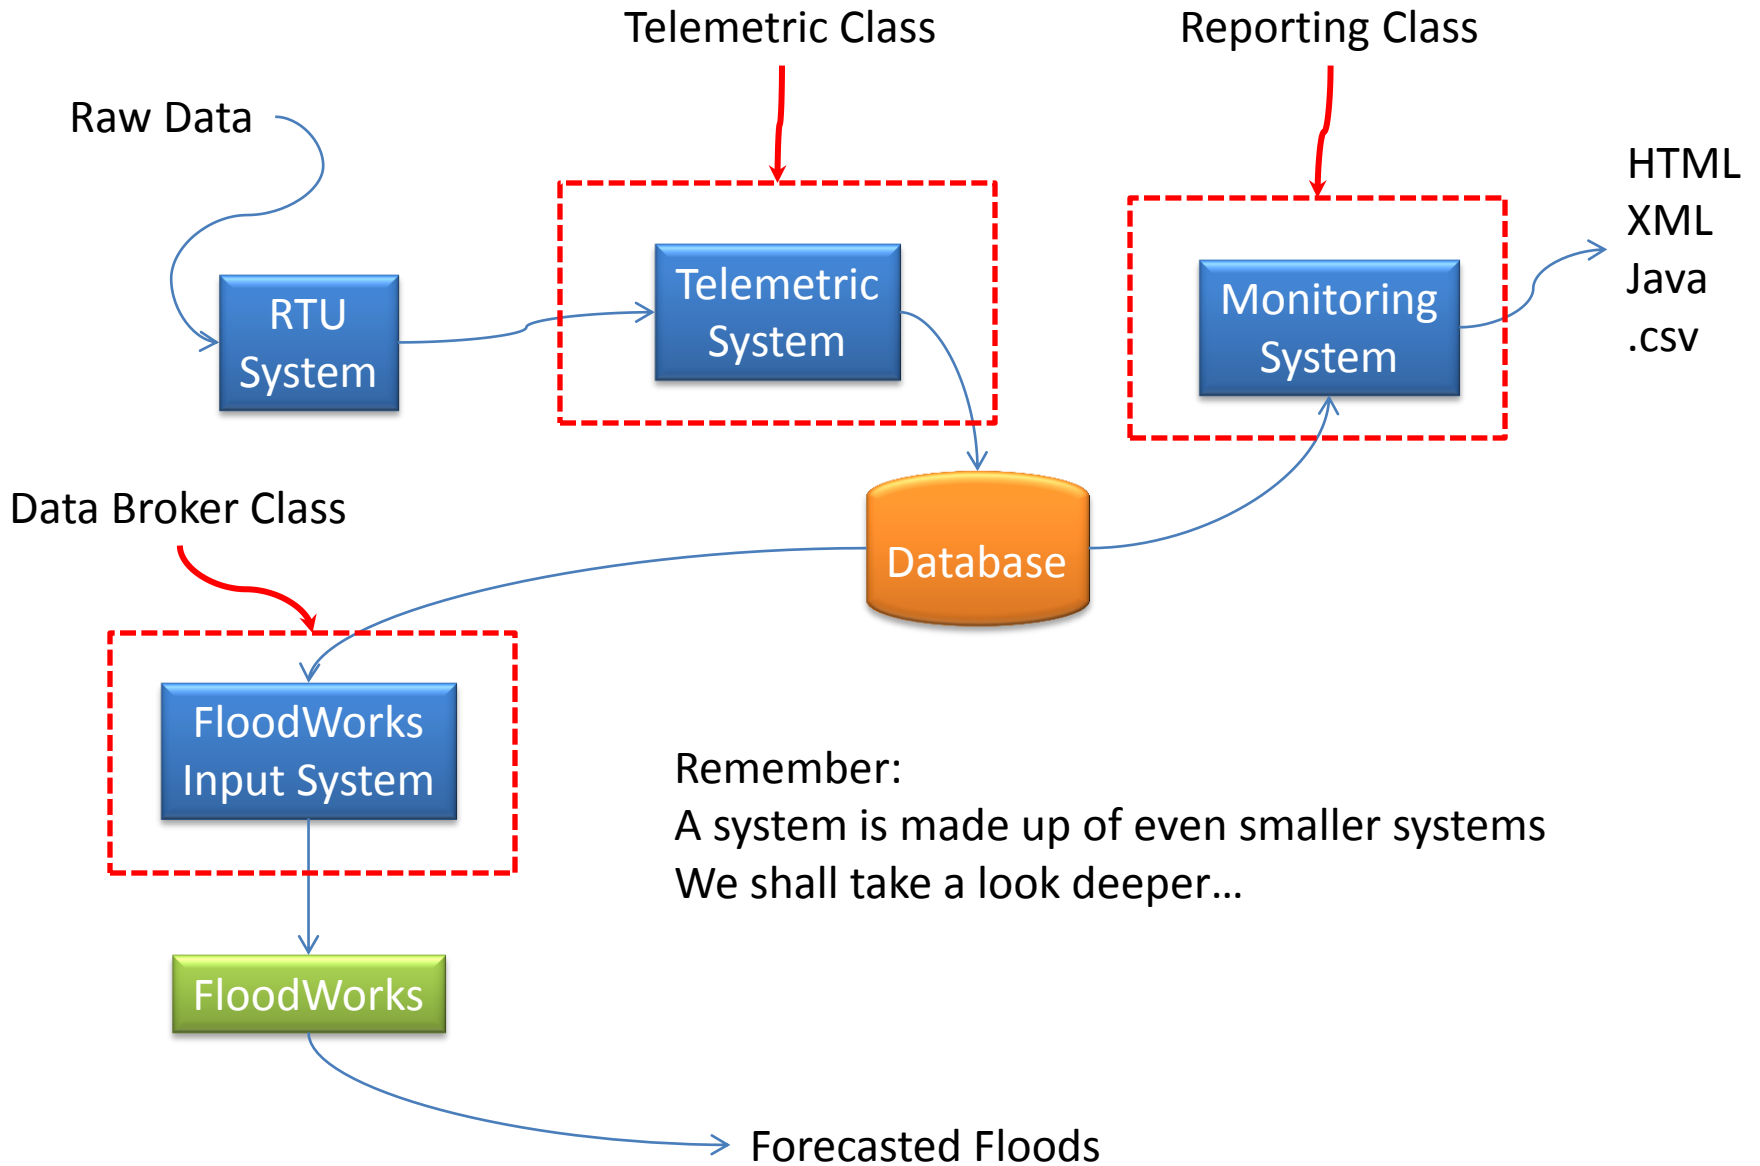 Telemetric Class
Reporting Class
Raw Data
HTML
XML
Java
.csv
RTU
System
Telemetric
System
Monitoring
System
Data Broker Class
Database
FloodWorks
Input System
Remember:
A system is made up of even smaller systems
We shall take a look deeper…
FloodWorks
Forecasted Floods